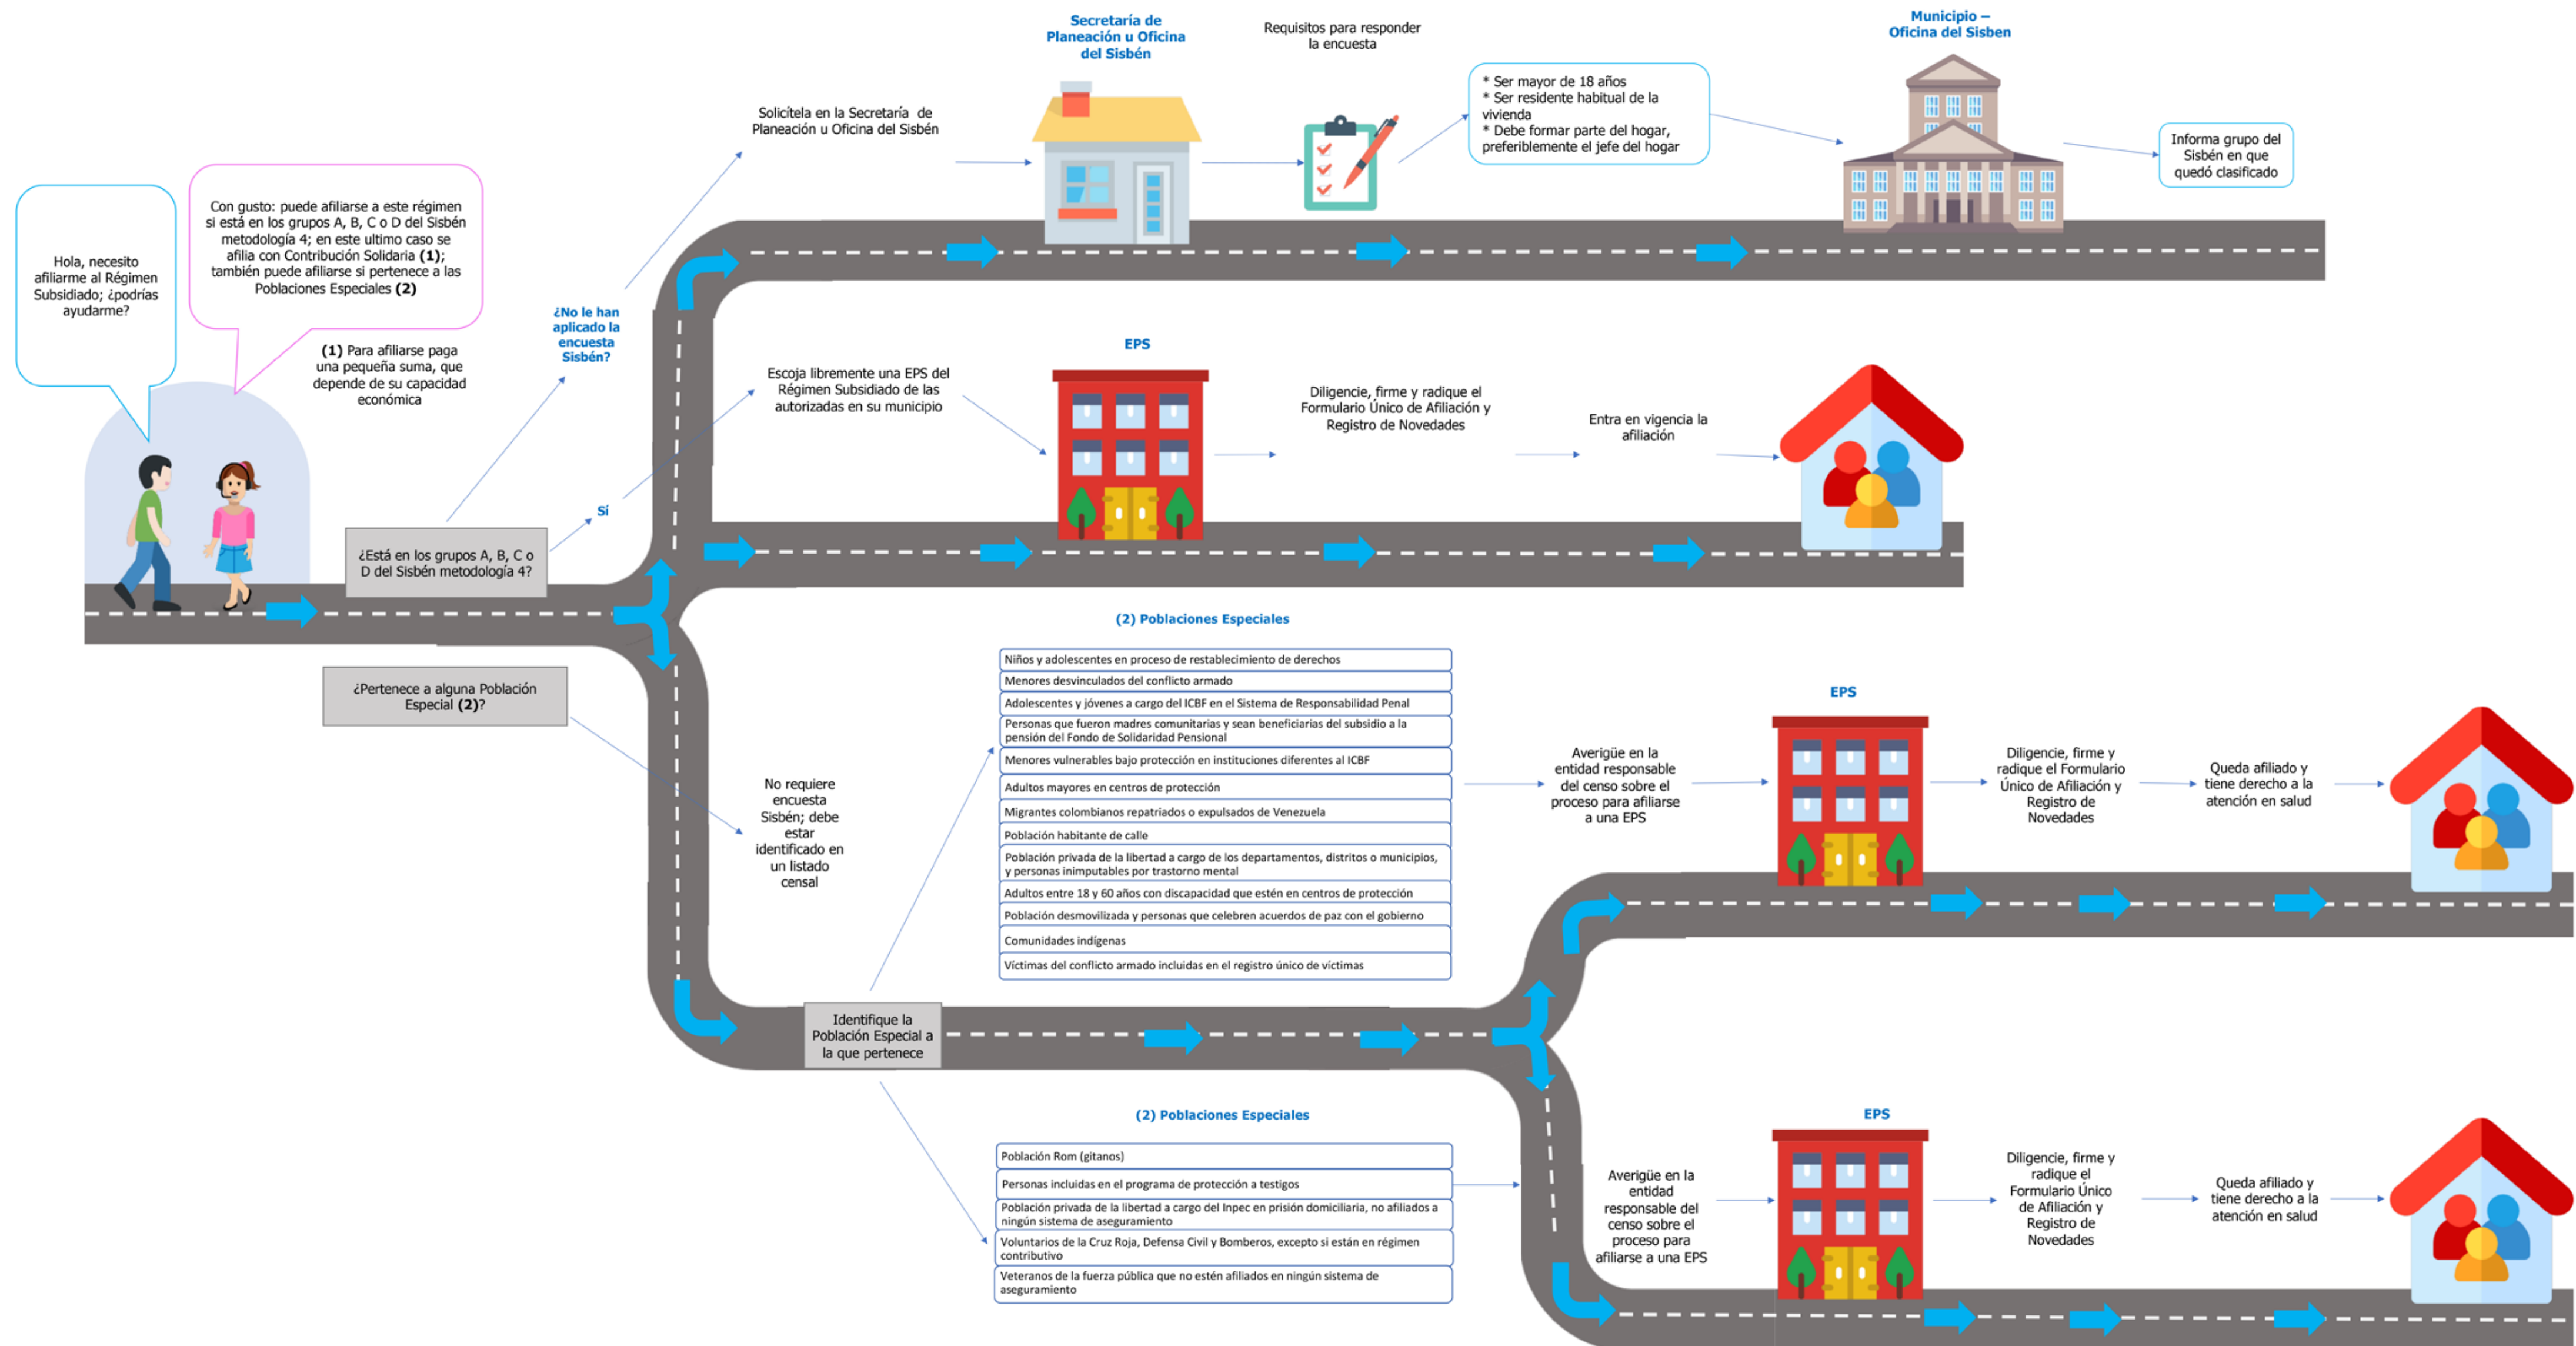 Hola, necesito
afiliarme al Régimen
Subsidiado; ¿podrías
ayudarme?
Con gusto: puede afiliarse a este régimen
si está en los grupos A, B, C o D del Sisbén
metodología 4; en este ultimo caso se
afilia con Contribución Solidaria (1);
también puede afiliarse si pertenece a las
Poblaciones Especiales (2)
(1) Para afiliarse paga
una pequeña suma, que
depende de su capacidad
económica
¿Está en los grupos A, B, C o
D del Sisbén metodología 4?
¿No le han
aplicado la
encuesta
Sisbén?
Solicítela en la Secretaría de
Planeación u Oficina del Sisbén
Secretaría de
Planeación u Oficina
del Sisbén
Requisitos para responder
la encuesta
* Ser mayor de 18 años
* Ser residente habitual de la
vivienda
* Debe formar parte del hogar,
preferiblemente el jefe del hogar
Municipio –
Oficina del Sisben
Informa grupo del
Sisbén en que
quedó clasificado
Sí
Escoja libremente una EPS del
Régimen Subsidiado de las
autorizadas en su municipio
EPS
Diligencie, firme y radique el
Formulario Único de Afiliación y
Registro de Novedades
Entra en vigencia la
afiliación
¿Pertenece a alguna Población
Especial (2)?
No requiere
encuesta
Sisbén; debe
estar
identificado en
un listado
censal
Identifique la
Población Especial a
la que pertenece
(2) Poblaciones Especiales
Niños y adolescentes en proceso de restablecimiento de derechos
Menores desvinculados del conflicto armado
Adolescentes y jóvenes a cargo del ICBF en el Sistema de Responsabilidad Penal
Personas que fueron madres comunitarias y sean beneficiarias del subsidio a la
pensión del Fondo de Solidaridad Pensional
Menores vulnerables bajo protección en instituciones diferentes al ICBF
Adultos mayores en centros de protección
Migrantes colombianos repatriados o expulsados de Venezuela
Población habitante de calle
Población privada de la libertad a cargo de los departamentos, distritos o municipios,
y personas inimputables por trastorno mental
Adultos entre 18 y 60 años con discapacidad que estén en centros de protección
Población desmovilizada y personas que celebren acuerdos de paz con el gobierno
Comunidades indígenas
Víctimas del conflicto armado incluidas en el registro único de víctimas
Averigüe en la
entidad responsable
del censo sobre el
proceso para afiliarse
a una EPS
EPS
Diligencie, firme y
radique el Formulario
Único de Afiliación y
Registro de
Novedades
Queda afiliado y
tiene derecho a la
atención en salud
(2) Poblaciones Especiales
Población Rom (gitanos)
Personas incluidas en el programa de protección a testigos
Población privada de la libertad a cargo del Inpec en prisión domiciliaria, no afiliados a
ningún sistema de aseguramiento
Voluntarios de la Cruz Roja, Defensa Civil y Bomberos, excepto si están en régimen
contributivo
Veteranos de la fuerza pública que no estén afiliados en ningún sistema de
aseguramiento
Averigüe en la
entidad
responsable del
censo sobre el
proceso para
afiliarse a una EPS
EPS
Diligencie, firme y
radique el
Formulario Único
de Afiliación y
Registro de
Novedades
Queda afiliado y
tiene derecho a la
atención en salud